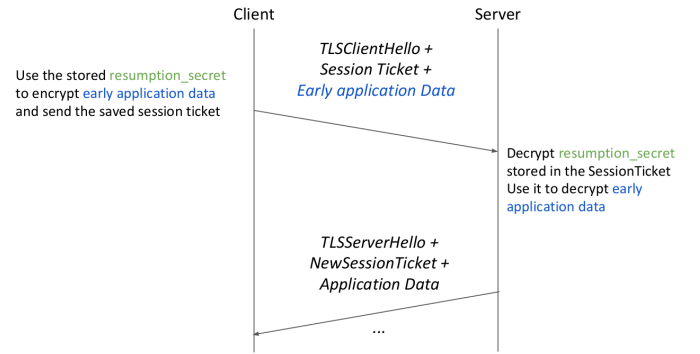 Client
Server
TLSClientHello +
Session Ticket +
Early application Data
Use the stored resumption_secret
to encrypt early application data
and send the saved session ticket
Decrypt resumption_secret
stored in the SessionTicket
Use it to decrypt early
application data
TLSServerHello +
NewSessionTicket +
Application Data
...